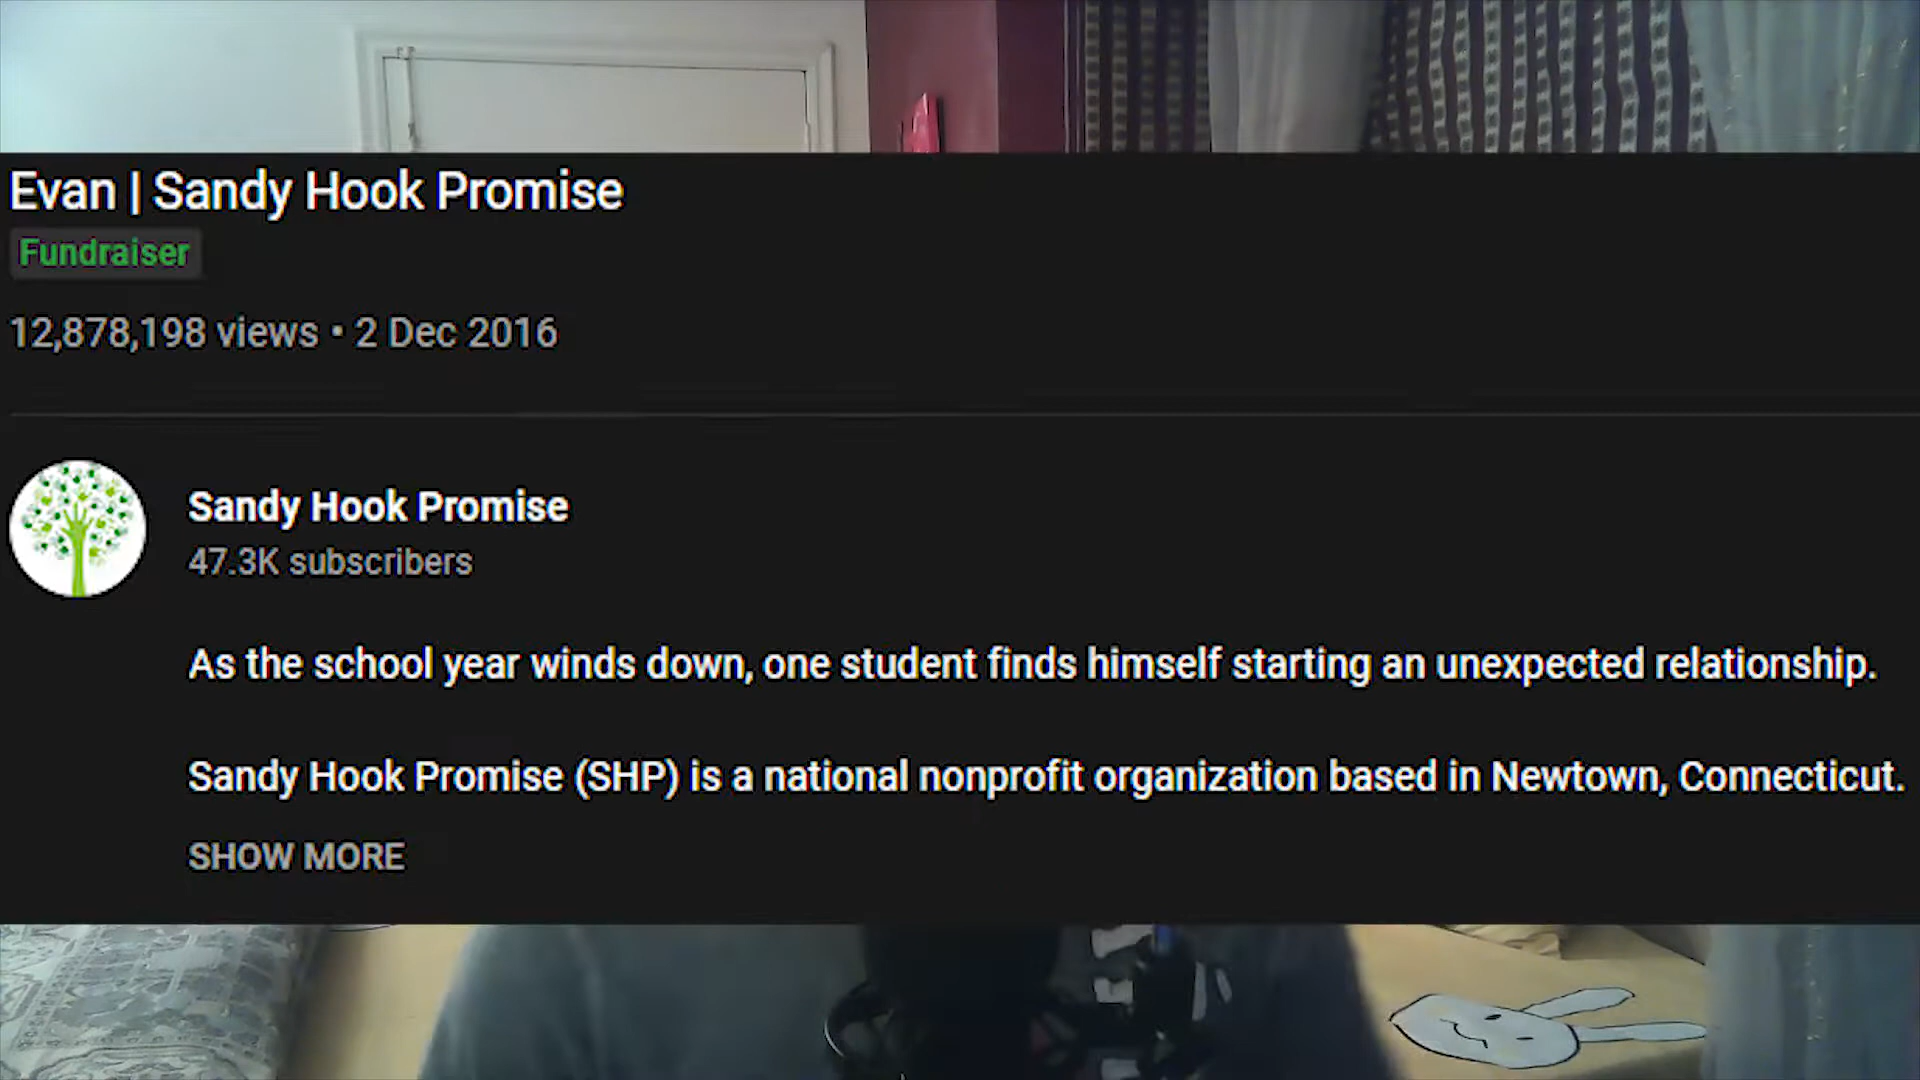 Evan | Sandy Hook Promise
Fundraiser
12,878,198 views • 2 Dec 2016
Sandy Hook Promise
47.3K subscribers
As the school year winds down, one student finds himself starting an unexpected relationship.
Sandy Hook Promise (SHP) is a national nonprofit organization based in Newtown, Connecticut.
SHOW MORE